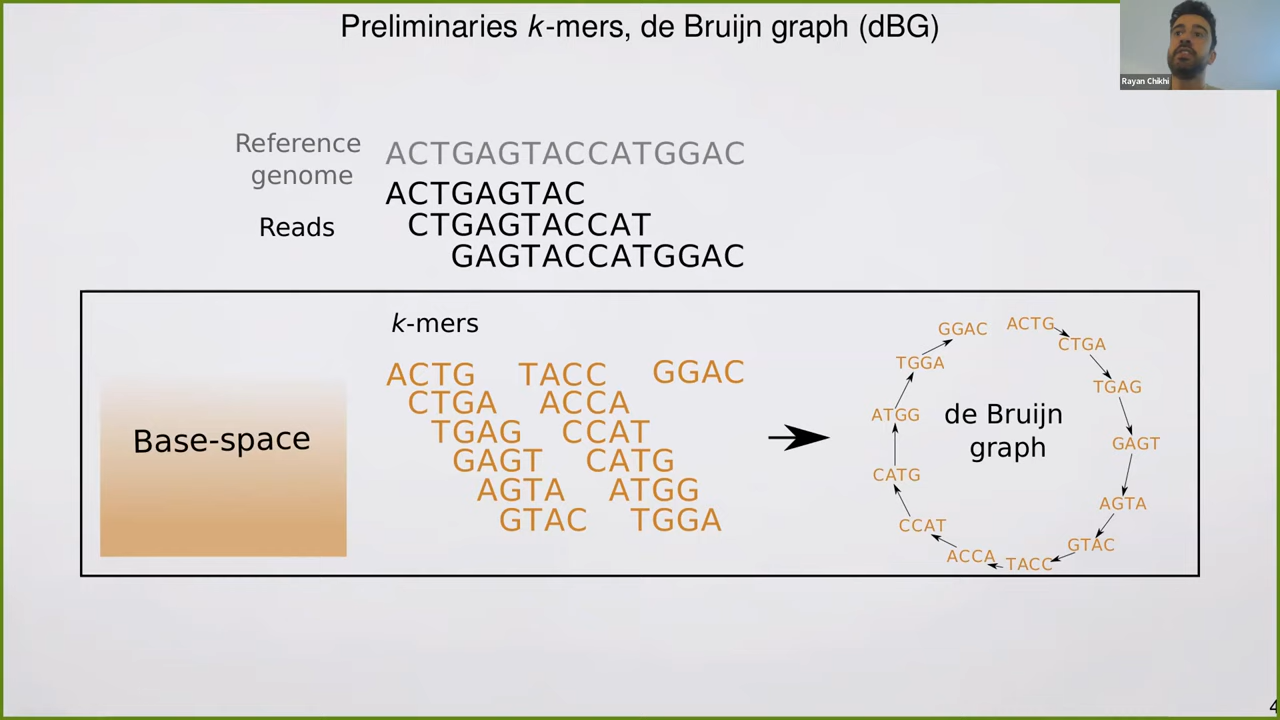 Preliminaries k-mers, de Bruijn graph (dBG)
Rayan Chikhi
Reference
genome
ACTGAGTACCATGGAC
Reads
ACTGAGTAC
CTGAGTACCAT
GAGTACCATGGAC
Base-space
k-mers
ACTG TACC GGAC
CTGA ACCA
TGAG CCAT
GAGT CATG
AGTA ATGG
GTAC TGGA
de Bruijn
graph
ACTG
CTGA
TGAG
GAGT
AGTA
GTAC
TACC
ACCA
CCAT
CATG
ATGG
TGGA
GGAC
4